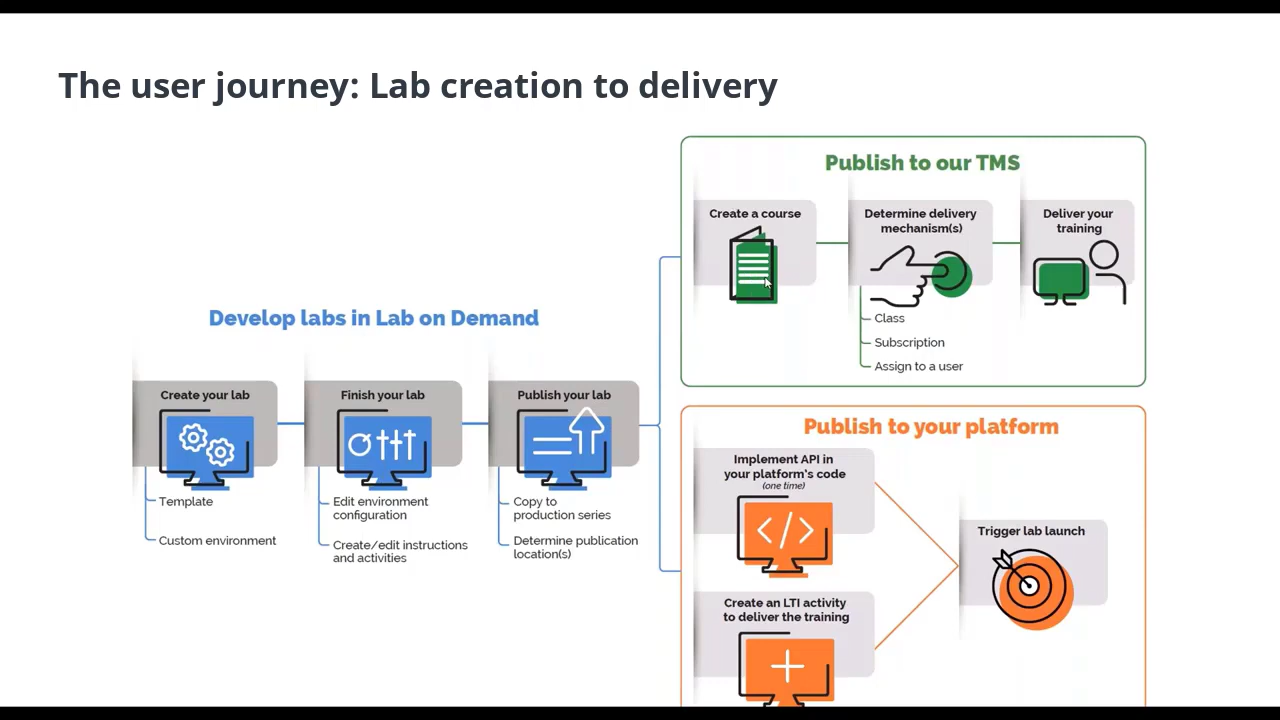 The user journey: Lab creation to delivery
Develop labs in Lab on Demand
Create your lab
Template
Custom environment
Finish your lab
Edit environment
configuration
Create/edit instructions
and activities
Publish your lab
Copy to
production series
Determine publication
location(s)
Publish to our TMS
Create a course
Determine delivery
mechanism(s)
Class
Subscription
Assign to a user
Deliver your
training
Publish to your platform
Implement API in
your platform's code
(one time)
Create an LTI activity
to deliver the training
Trigger lab launch